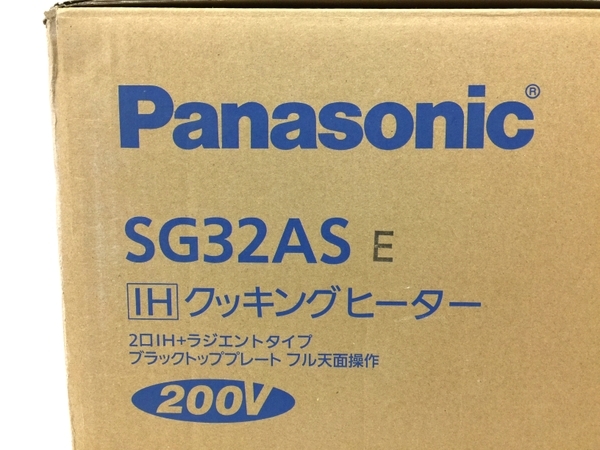 Panasonic®
SG32AS E
IH クッキングヒーター
2口IH+ラジエントタイプ
ブラックトッププレート フル天面操作
200V